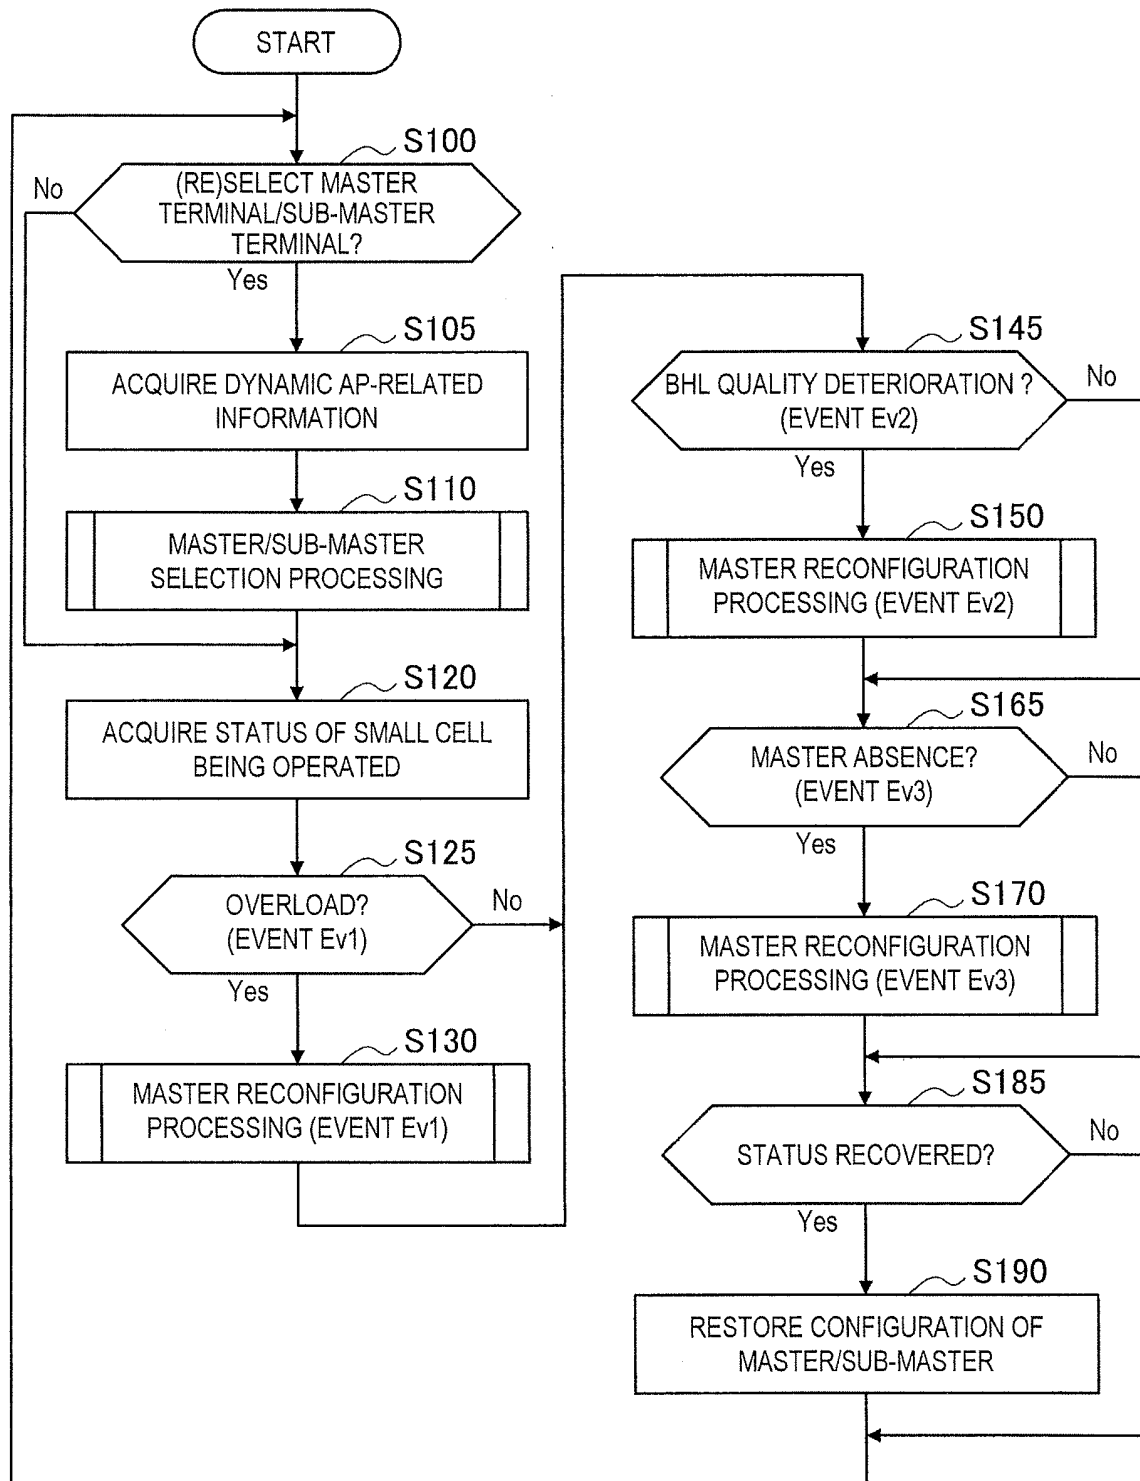 START
S100
(RE)SELECT MASTER
TERMINAL/SUB-MASTER
TERMINAL?
No
Yes
S105
ACQUIRE DYNAMIC AP-RELATED
INFORMATION
S110
MASTER/SUB-MASTER
SELECTION PROCESSING
S120
ACQUIRE STATUS OF SMALL CELL
BEING OPERATED
S125
OVERLOAD?
(EVENT Ev1)
No
Yes
S130
MASTER RECONFIGURATION
PROCESSING (EVENT Ev1)
S145
BHL QUALITY DETERIORATION ?
(EVENT Ev2)
No
Yes
S150
MASTER RECONFIGURATION
PROCESSING (EVENT Ev2)
S165
MASTER ABSENCE?
(EVENT Ev3)
No
Yes
S170
MASTER RECONFIGURATION
PROCESSING (EVENT Ev3)
S185
STATUS RECOVERED?
No
Yes
S190
RESTORE CONFIGURATION OF
MASTER/SUB-MASTER